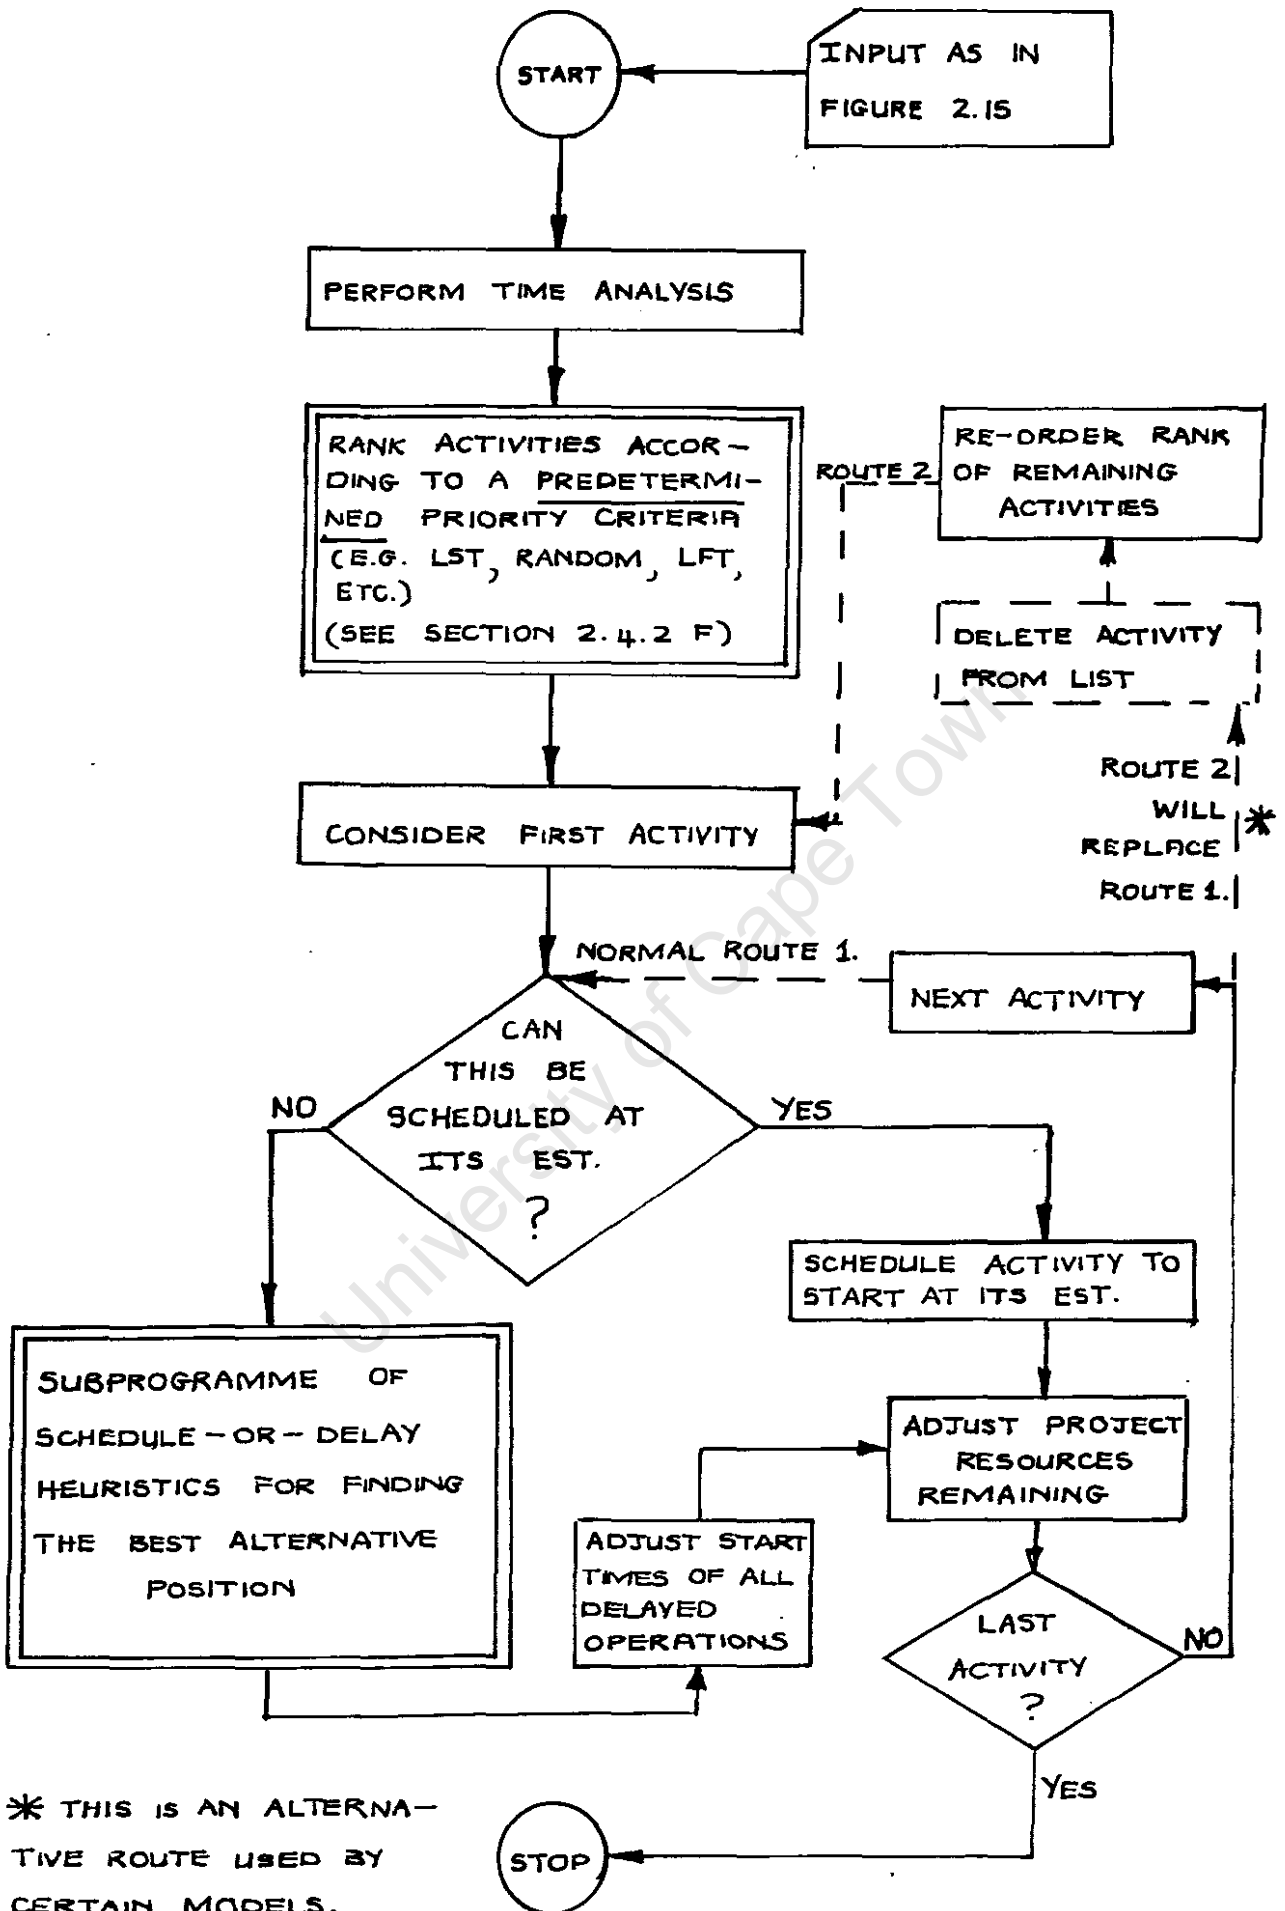 START
INPUT AS IN
FIGURE 2.15
PERFORM TIME ANALYSIS
RANK ACTIVITIES ACCOR-
DING TO A PREDETERMI-
NED PRIORITY CRITERIA
(E.G. LST, RANDOM, LFT,
ETC.)
(SEE SECTION 2.4.2 F)
ROUTE 2
RE-ORDER RANK
OF REMAINING
ACTIVITIES
DELETE ACTIVITY
FROM LIST
ROUTE 2
WILL *
REPLACE
ROUTE 1.
CONSIDER FIRST ACTIVITY
NORMAL ROUTE 1.
NEXT ACTIVITY
CAN
THIS BE
SCHEDULED AT
ITS EST.
?
NO
YES
SCHEDULE ACTIVITY TO
START AT ITS EST.
SUBPROGRAMME OF
SCHEDULE-OR-DELAY
HEURISTICS FOR FINDING
THE BEST ALTERNATIVE
POSITION
ADJUST START
TIMES OF ALL
DELAYED
OPERATIONS
ADJUST PROJECT
RESOURCES
REMAINING
LAST
ACTIVITY
?
NO
YES
STOP
* THIS IS AN ALTERNA-
TIVE ROUTE USED BY
CERTAIN MODELS.
University of Cape Town